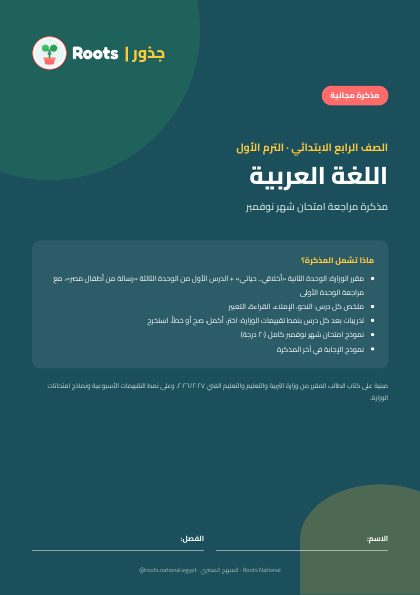 Roots | جذور
مذكرة مجانية
الصف الرابع الابتدائي · الترم الأول
اللغة العربية
مذكرة مراجعة امتحان شهر نوفمبر
ماذا تشمل المذكرة؟
• مقرر الوزارة: الوحدة الثانية «أخلاقي.. حياتي» + الدرس الأول من الوحدة الثالثة «رسالة من أطفال مصر»، مع
مراجعة الوحدة الأولى
• ملخص كل درس: النحو، الإملاء، القراءة، التعبير
• تدريبات بعد كل درس بنمط تقييمات الوزارة: اختر، أكمل، صح أو خطأ، استخرج
• نموذج امتحان شهر نوفمبر كامل (٢٠ درجة)
• نموذج الإجابة في آخر المذكرة
مبنية على كتاب الطالب المقرر من وزارة التربية والتعليم والتعليم الفني ٢٠٢٦/٢٠٢٧، وعلى نمط التقييمات الأسبوعية ونماذج امتحانات
الوزارة.
الاسم:
الفصل:
Roots National · المنهج المصري · @roots.national.egypt